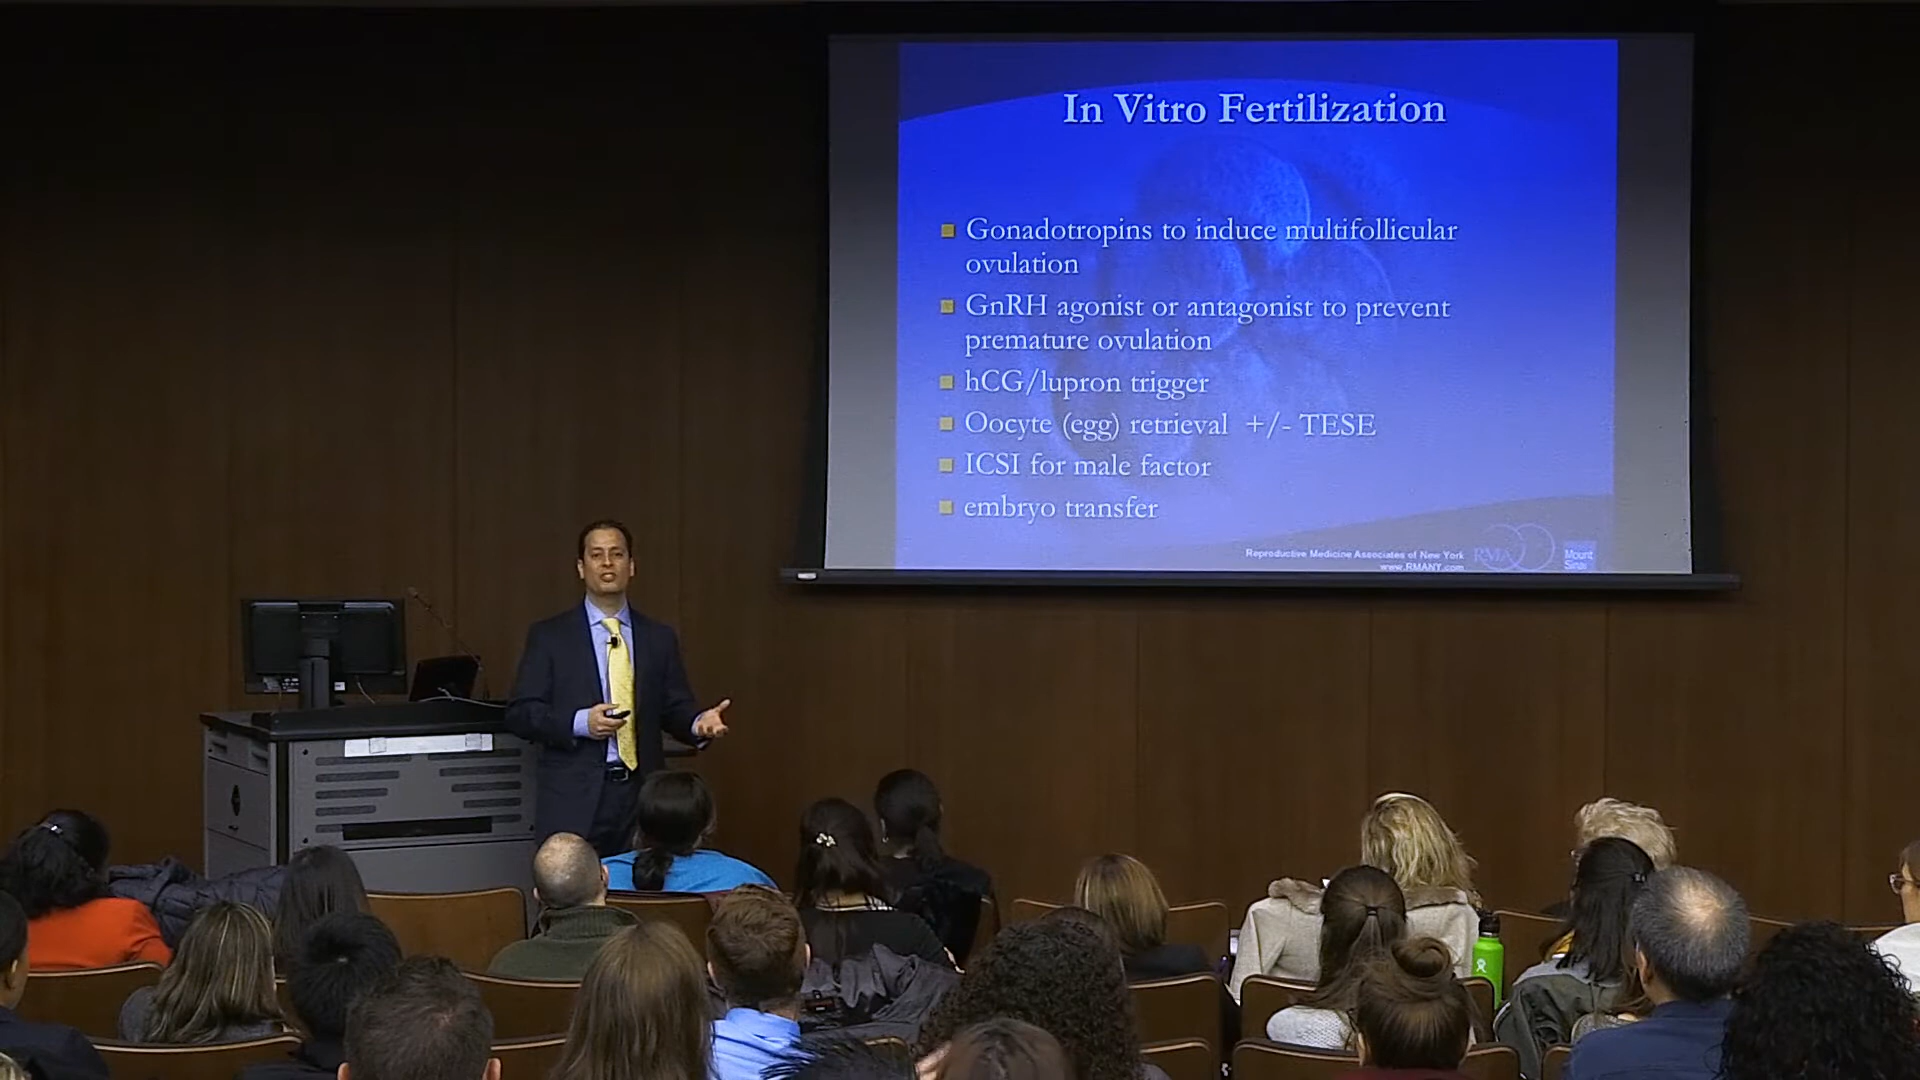 In Vitro Fertilization
Gonadotropins to induce multifollicular
ovulation
GnRH agonist or antagonist to prevent
premature ovulation
hCG/lupron trigger
Oocyte (egg) retrieval +/- TESE
ICSI for male factor
embryo transfer
Reproductive Medicine Associates of New York
www.RMANY.com
RMA
Mount
Sinai